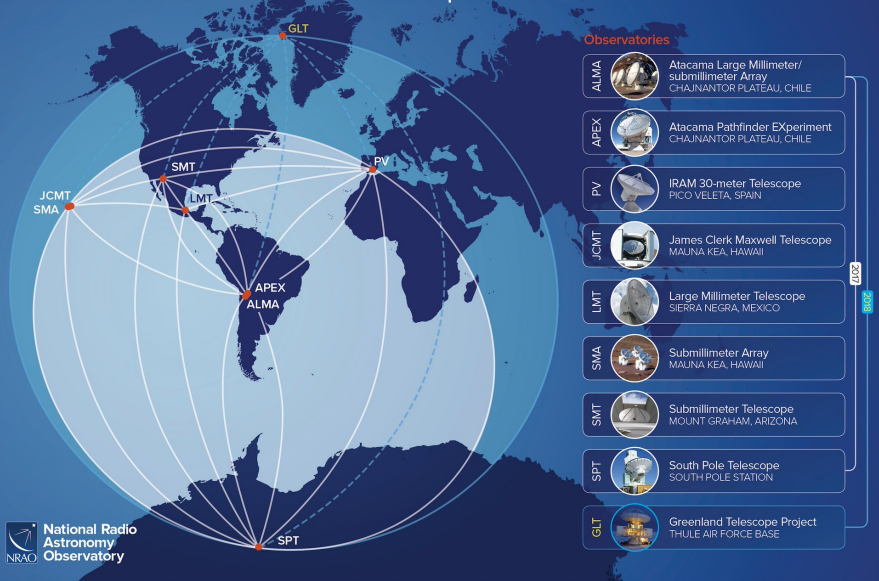 GLT
SMT
PV
JCMT
SMA
LMT
APEX
ALMA
SPT
National Radio
Astronomy
Observatory
NRAO
Observatories
ALMA
Atacama Large Millimeter/
submillimeter Array
CHAJNANTOR PLATEAU, CHILE
APEX
Atacama Pathfinder EXperiment
CHAJNANTOR PLATEAU, CHILE
PV
IRAM 30-meter Telescope
PICO VELETA, SPAIN
JCMT
James Clerk Maxwell Telescope
MAUNA KEA, HAWAII
LMT
Large Millimeter Telescope
SIERRA NEGRA, MEXICO
SMA
Submillimeter Array
MAUNA KEA, HAWAII
SMT
Submillimeter Telescope
MOUNT GRAHAM, ARIZONA
SPT
South Pole Telescope
SOUTH POLE STATION
GLT
Greenland Telescope Project
THULE AIR FORCE BASE
2017
2018